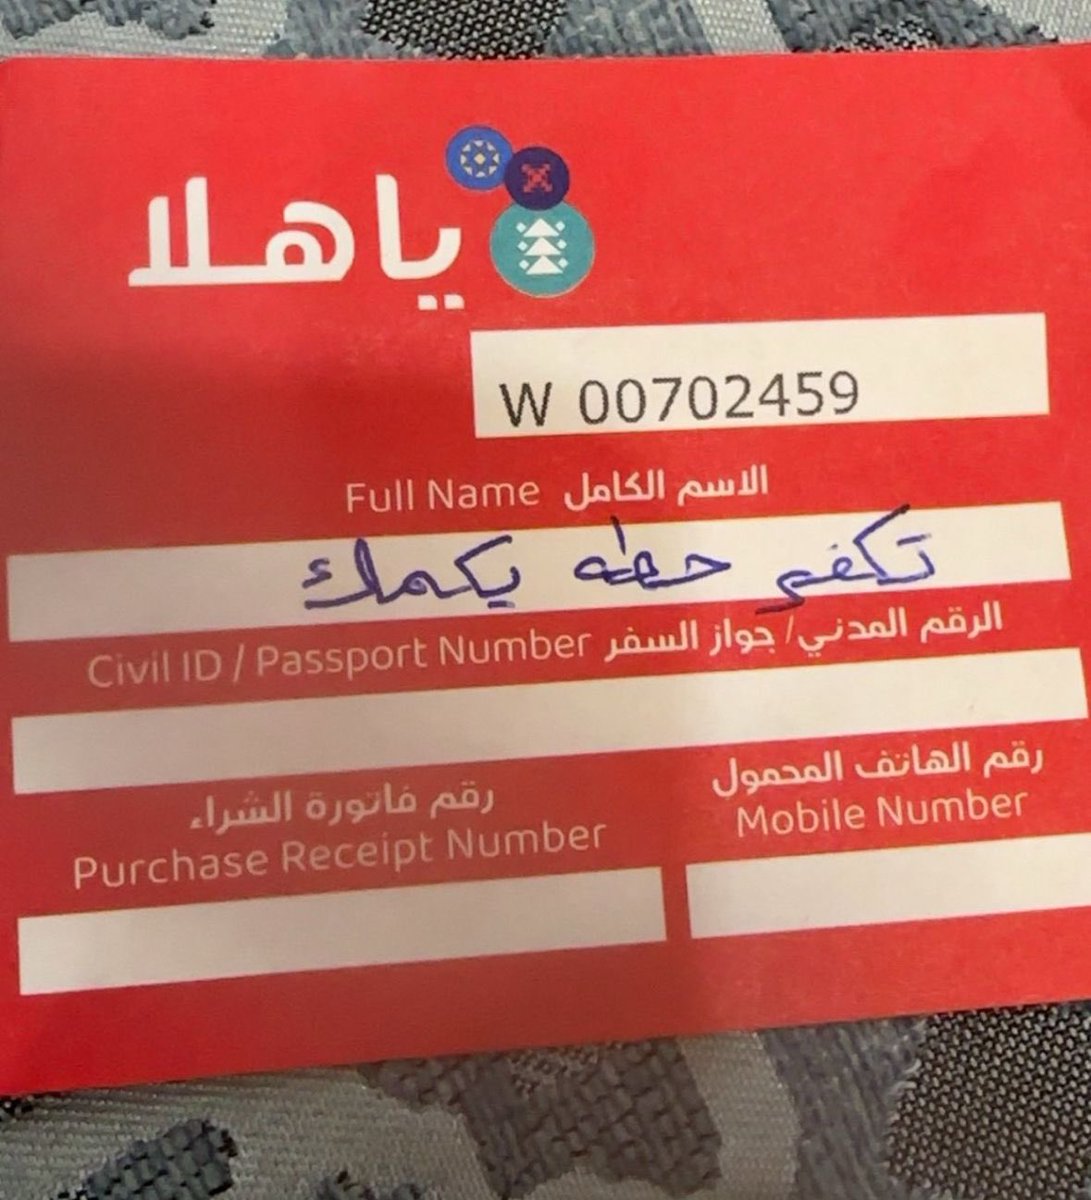 ياهلا
W 00702459
Full Name الاسم الكامل
تكفى حطه بكمك
Civil ID / Passport Number الرقم المدني/ جواز السفر
رقم الهاتف المحمول
Mobile Number
رقم فاتورة الشراء
Purchase Receipt Number